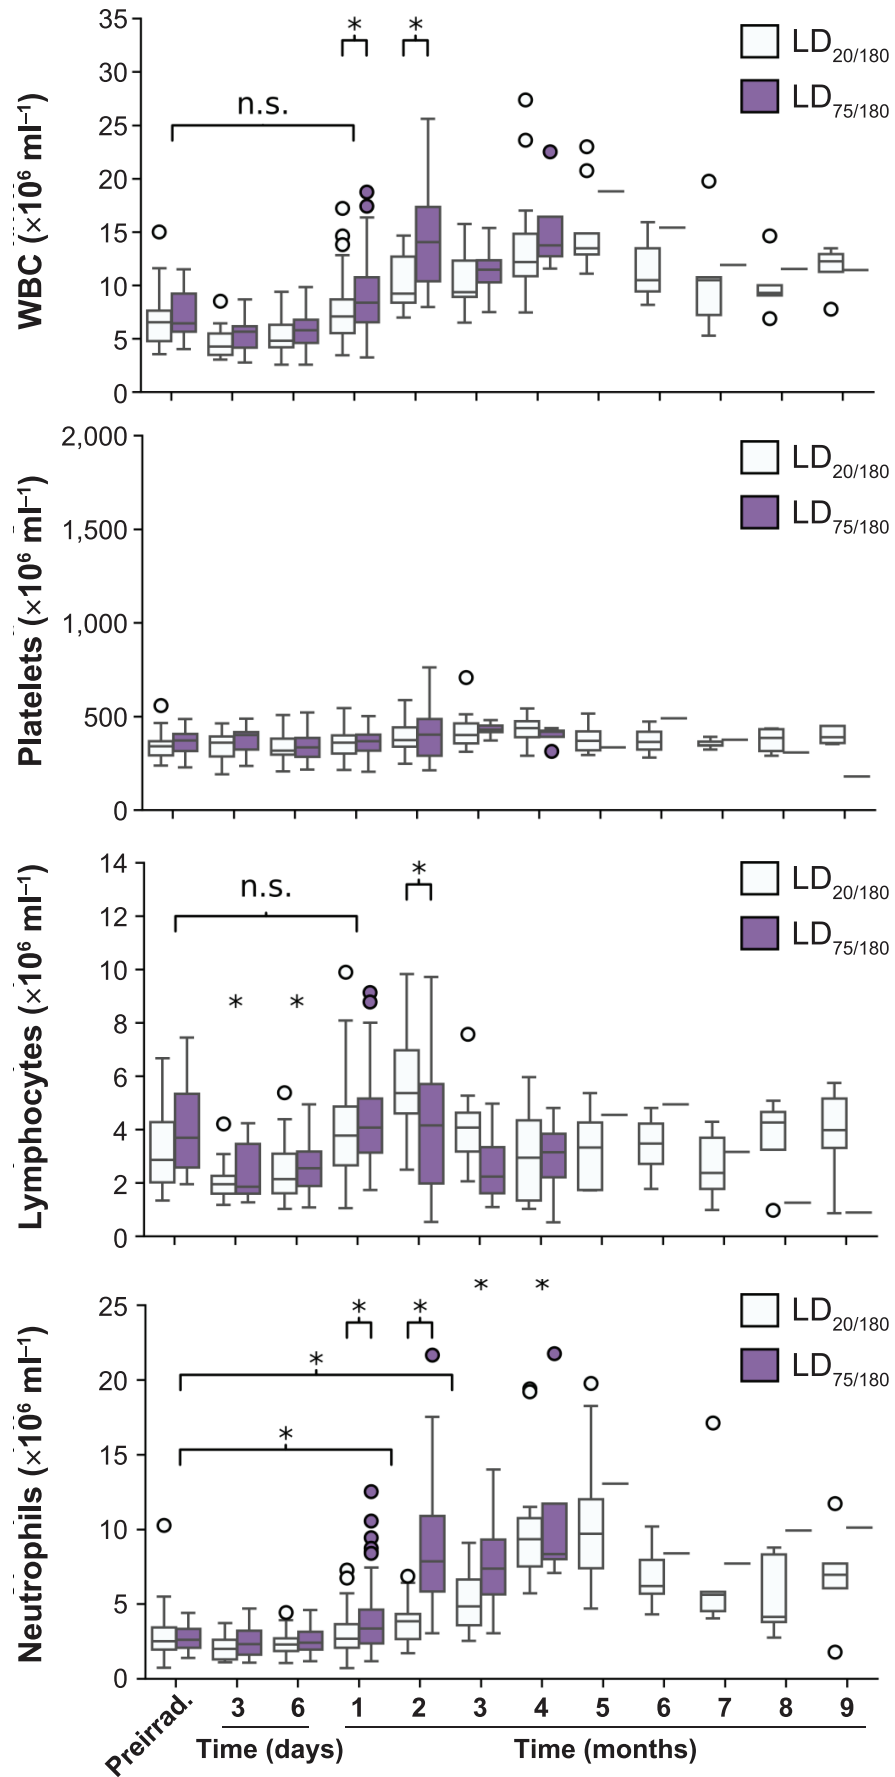 WBC (×10⁶ ml⁻¹)
35
30
25
20
15
10
5
0
n.s.
*
*
LD20/180
LD75/180
Platelets (×10⁶ ml⁻¹)
2,000
1,500
1,000
500
0
LD20/180
LD75/180
Lymphocytes (×10⁶ ml⁻¹)
14
12
10
8
6
4
2
0
n.s.
*
*
*
LD20/180
LD75/180
Neutrophils (×10⁶ ml⁻¹)
25
20
15
10
5
0
*
*
*
*
*
*
LD20/180
LD75/180
Preirrad. 3 6 1 2 3 4 5 6 7 8 9
Time (days) Time (months)